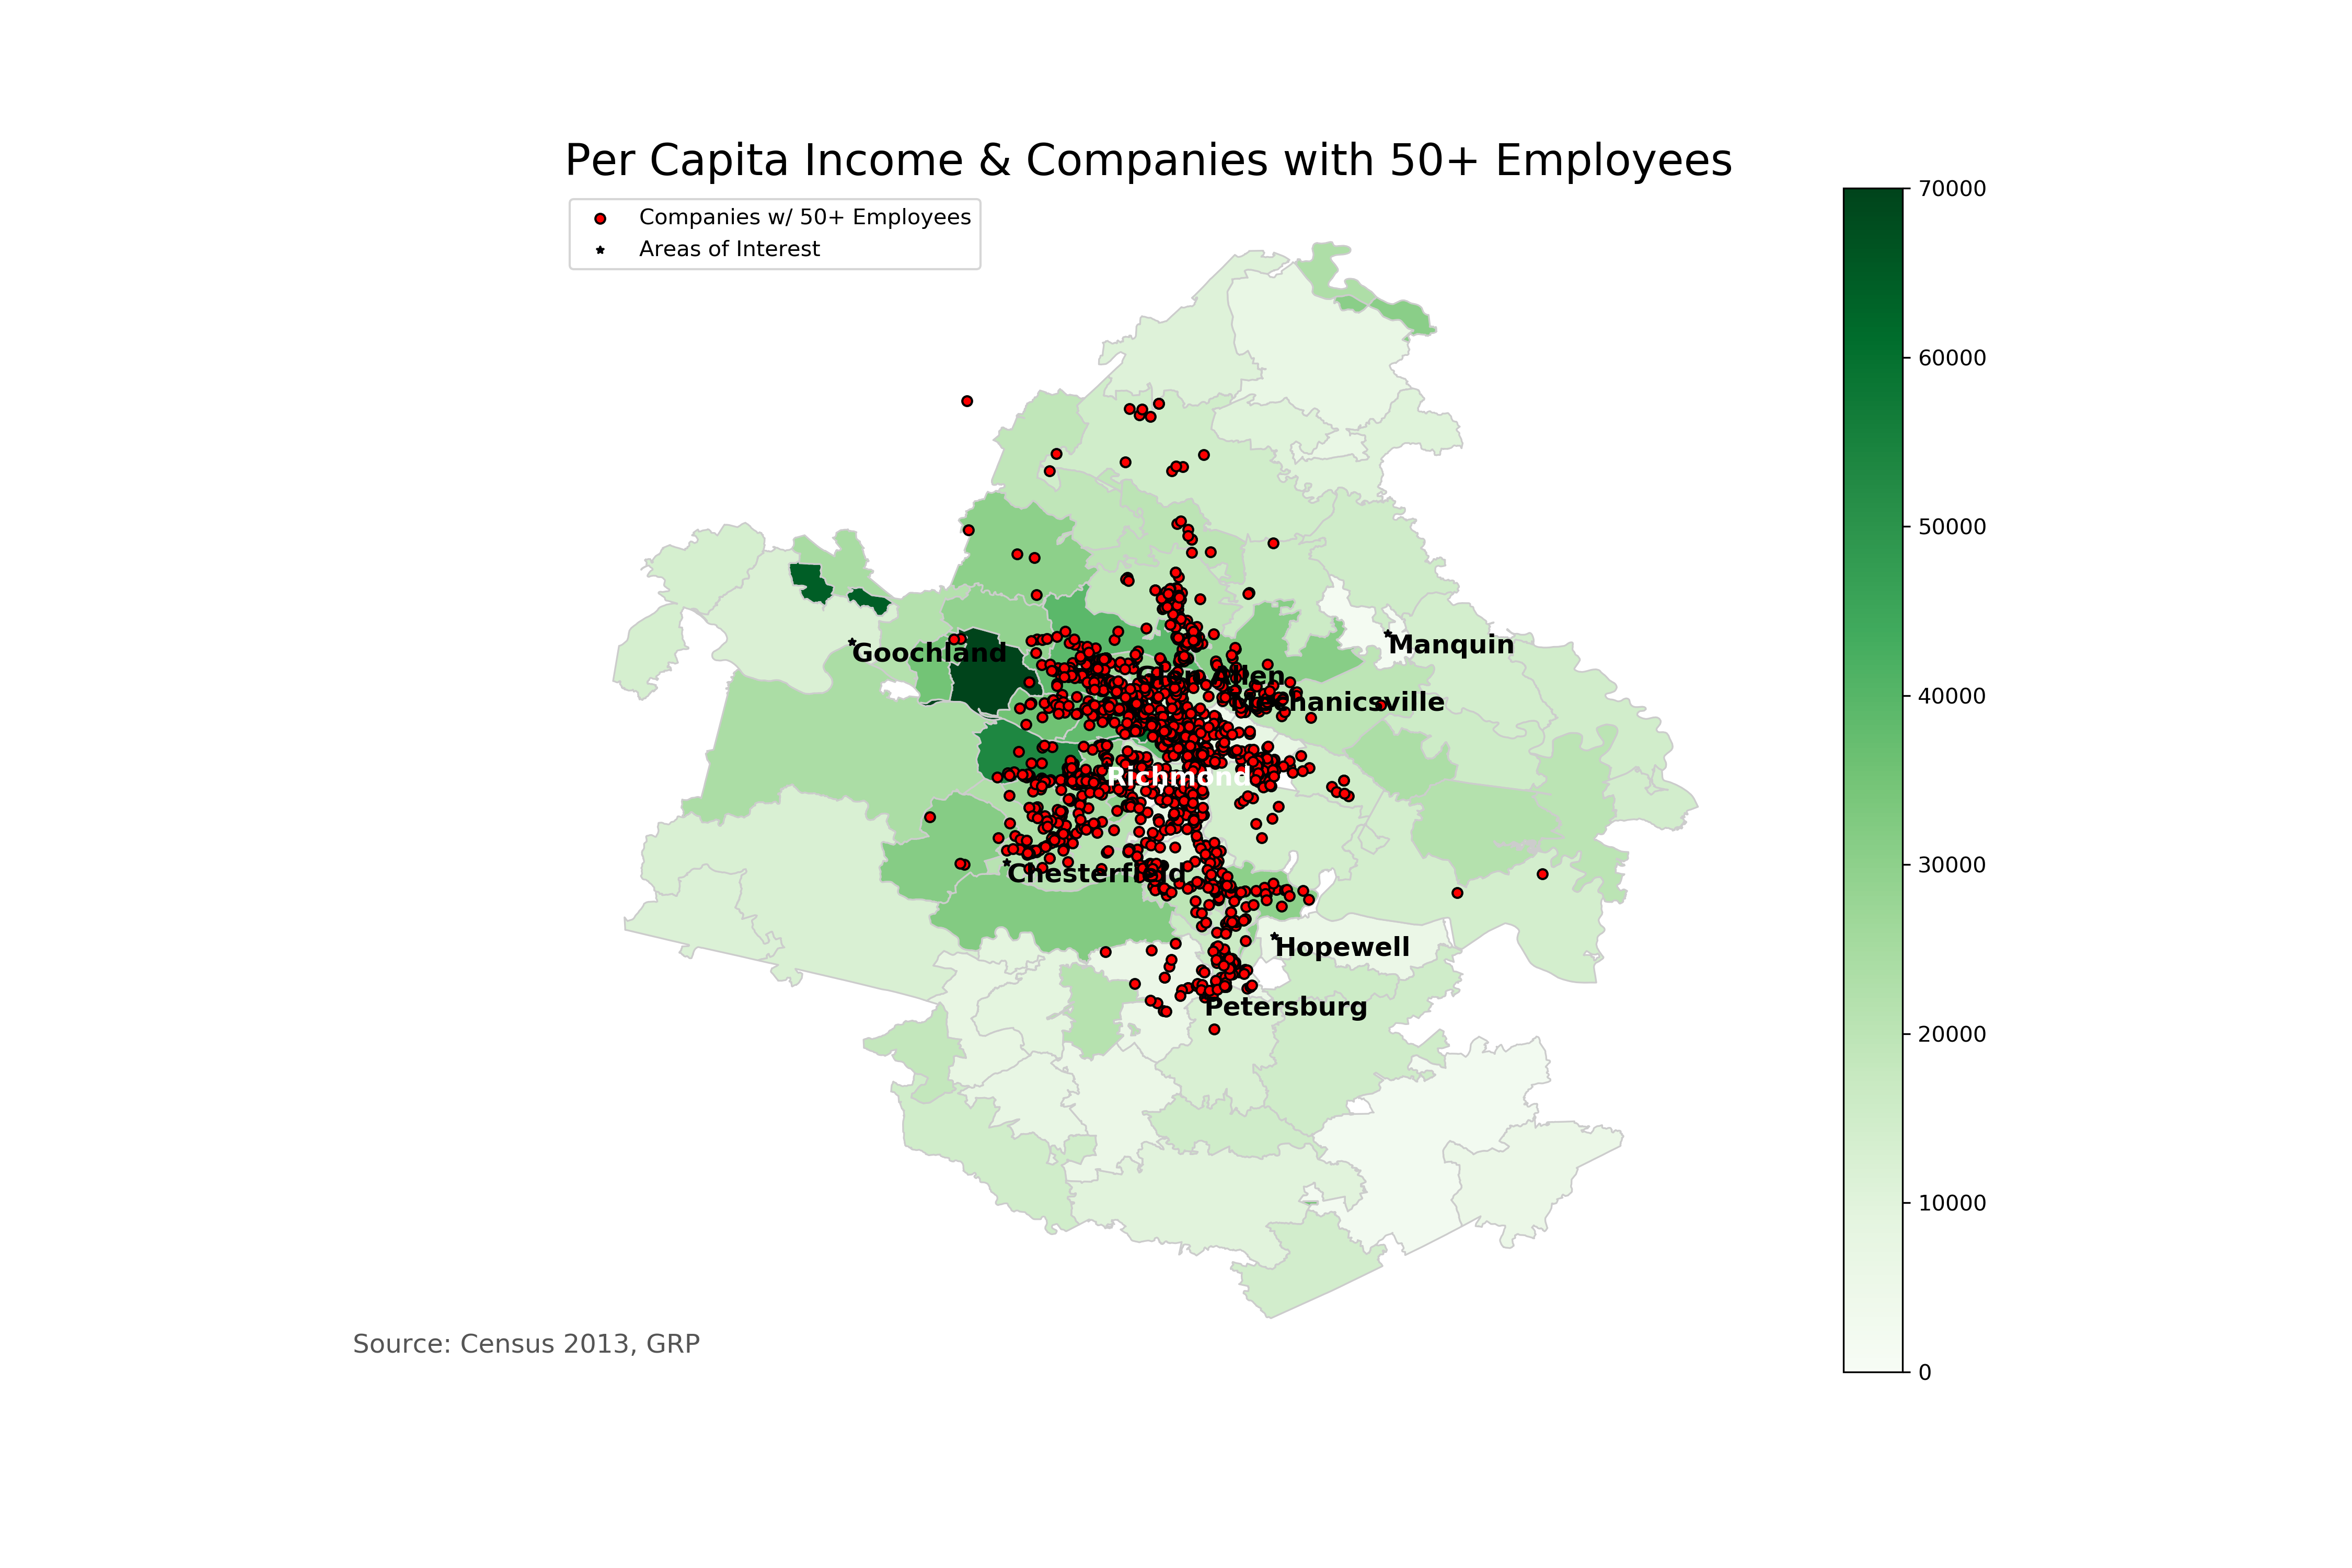 Per Capita Income & Companies with 50+ Employees
Companies w/ 50+ Employees
Areas of Interest
70000
60000
50000
40000
30000
20000
10000
0
Goochland
Manquin
Glen Allen
Mechanicsville
Richmond
Chesterfield
Hopewell
Petersburg
Source: Census 2013, GRP